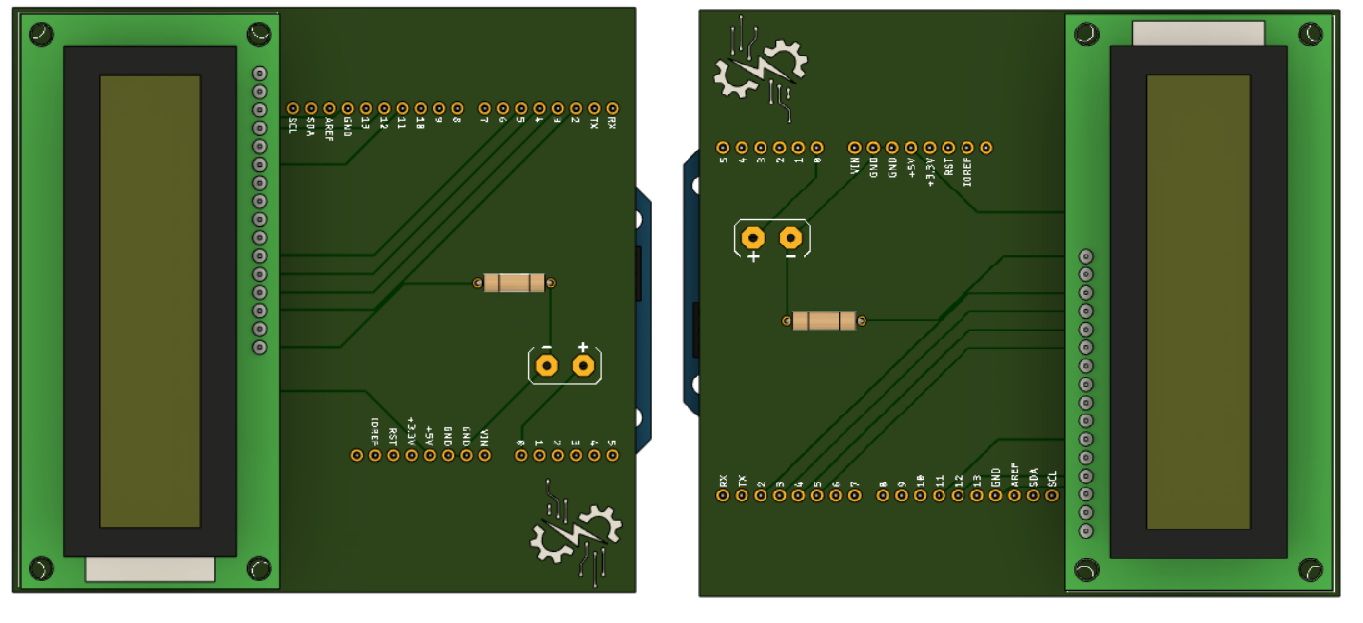 SCL SDA AREF GND 13 12 11 10 9 8 7 6 5 4 3 2 TX RX
- +
IOREF RST +3.3V +5V GND GND VIN 0 1 2 3 4 5
5 4 3 2 1 0 VIN GND GND +5V +3.3V RST IOREF
+ -
RX TX 2 3 4 5 6 7 8 9 10 11 12 13 GND AREF SDA SCL